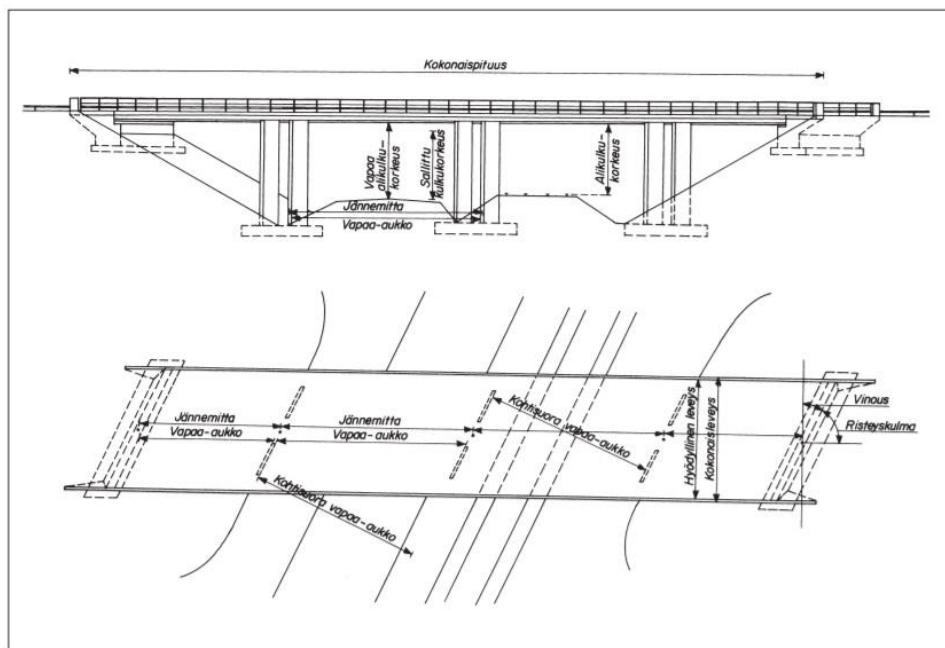 Kokonaispituus
Vapaa
alikulku-
korkeus
Sallittu
kulkukorkeus
Alikulku-
korkeus
Jännemitta
Vapaa-aukko
Jännemitta
Vapaa-aukko
Jännemitta
Vapaa-aukko
Kohtisuora vapaa-aukko
Kohtisuora vapaa-aukko
Hyödyllinen leveys
Kokonaisleveys
Vinous
Risteyskulma